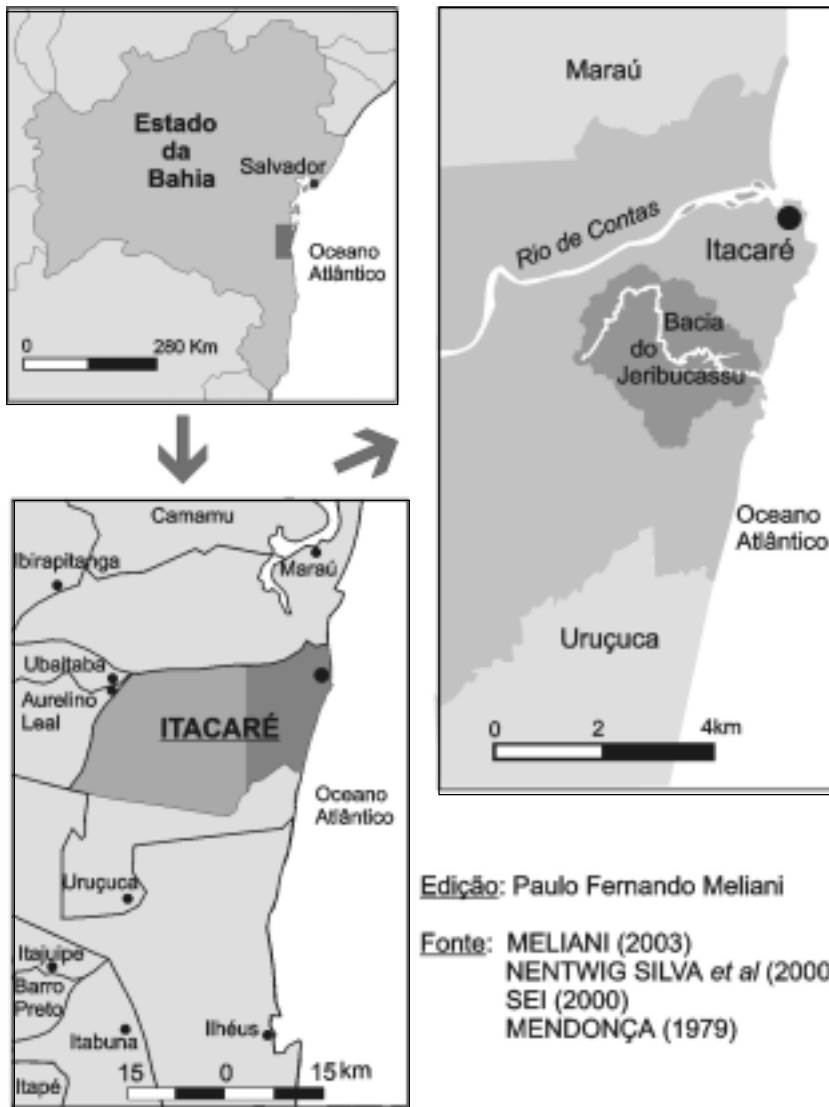 Estado
da
Bahia
Salvador
Oceano
Atlântico
0 280 Km
Maraú
Rio de Contas
Itacaré
Bacia
do
Jeribucassu
Oceano
Atlântico
Uruçuca
0 2 4km
Camamu
Ibirapitanga
Maraú
Ubaitaba
Aurelino
Leal
ITACARÉ
Oceano
Atlântico
Uruçuca
Itajuípe
Barro
Preto
Itabuna
Ilhéus
Itapé
15 0 15 km
Edição: Paulo Fernando Meliani
Fonte: MELIANI (2003)
NENTWIG SILVA et al (2000
SEI (2000)
MENDONÇA (1979)